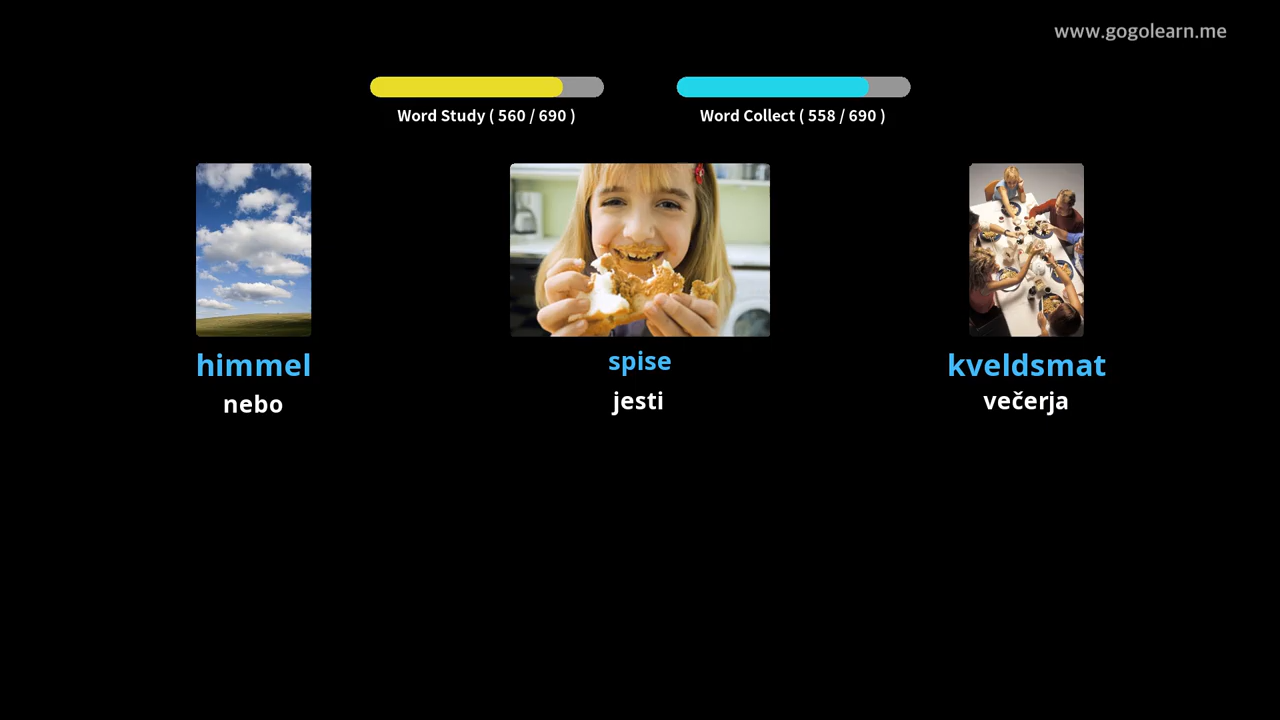 www.gogolearn.me
Word Study ( 560 / 690 )
Word Collect ( 558 / 690 )
himmel
nebo
spise
jesti
kveldsmat
večerja